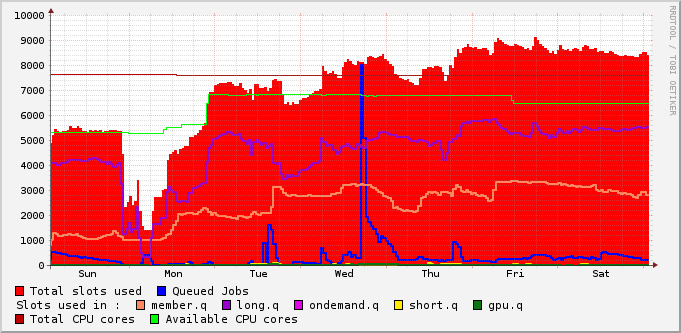 10000
9000
8000
7000
6000
5000
4000
3000
2000
1000
0
Sun Mon Tue Wed Thu Fri Sat
RRDTOOL / TOBI OETIKER
Total slots used Queued Jobs
Slots used in : member.q long.q ondemand.q short.q gpu.q
Total CPU cores Available CPU cores